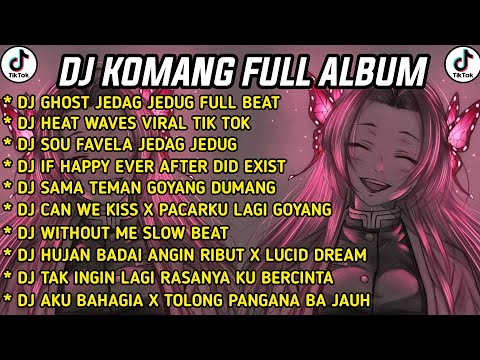 TikTok
DJ KOMANG FULL ALBUM
TikTok
* DJ GHOST JEDAG JEDUG FULL BEAT
* DJ HEAT WAVES VIRAL TIK TOK
* DJ SOU FAVELA JEDAG JEDUG
* DJ IF HAPPY EVER AFTER DID EXIST
* DJ SAMA TEMAN GOYANG DUMANG
* DJ CAN WE KISS X PACARKU LAGI GOYANG
* DJ WITHOUT ME SLOW BEAT
* DJ HUJAN BADAI ANGIN RIBUT X LUCID DREAM
* DJ TAK INGIN LAGI RASANYA KU BERCINTA
* DJ AKU BAHAGIA X TOLONG PANGANA BA JAUH